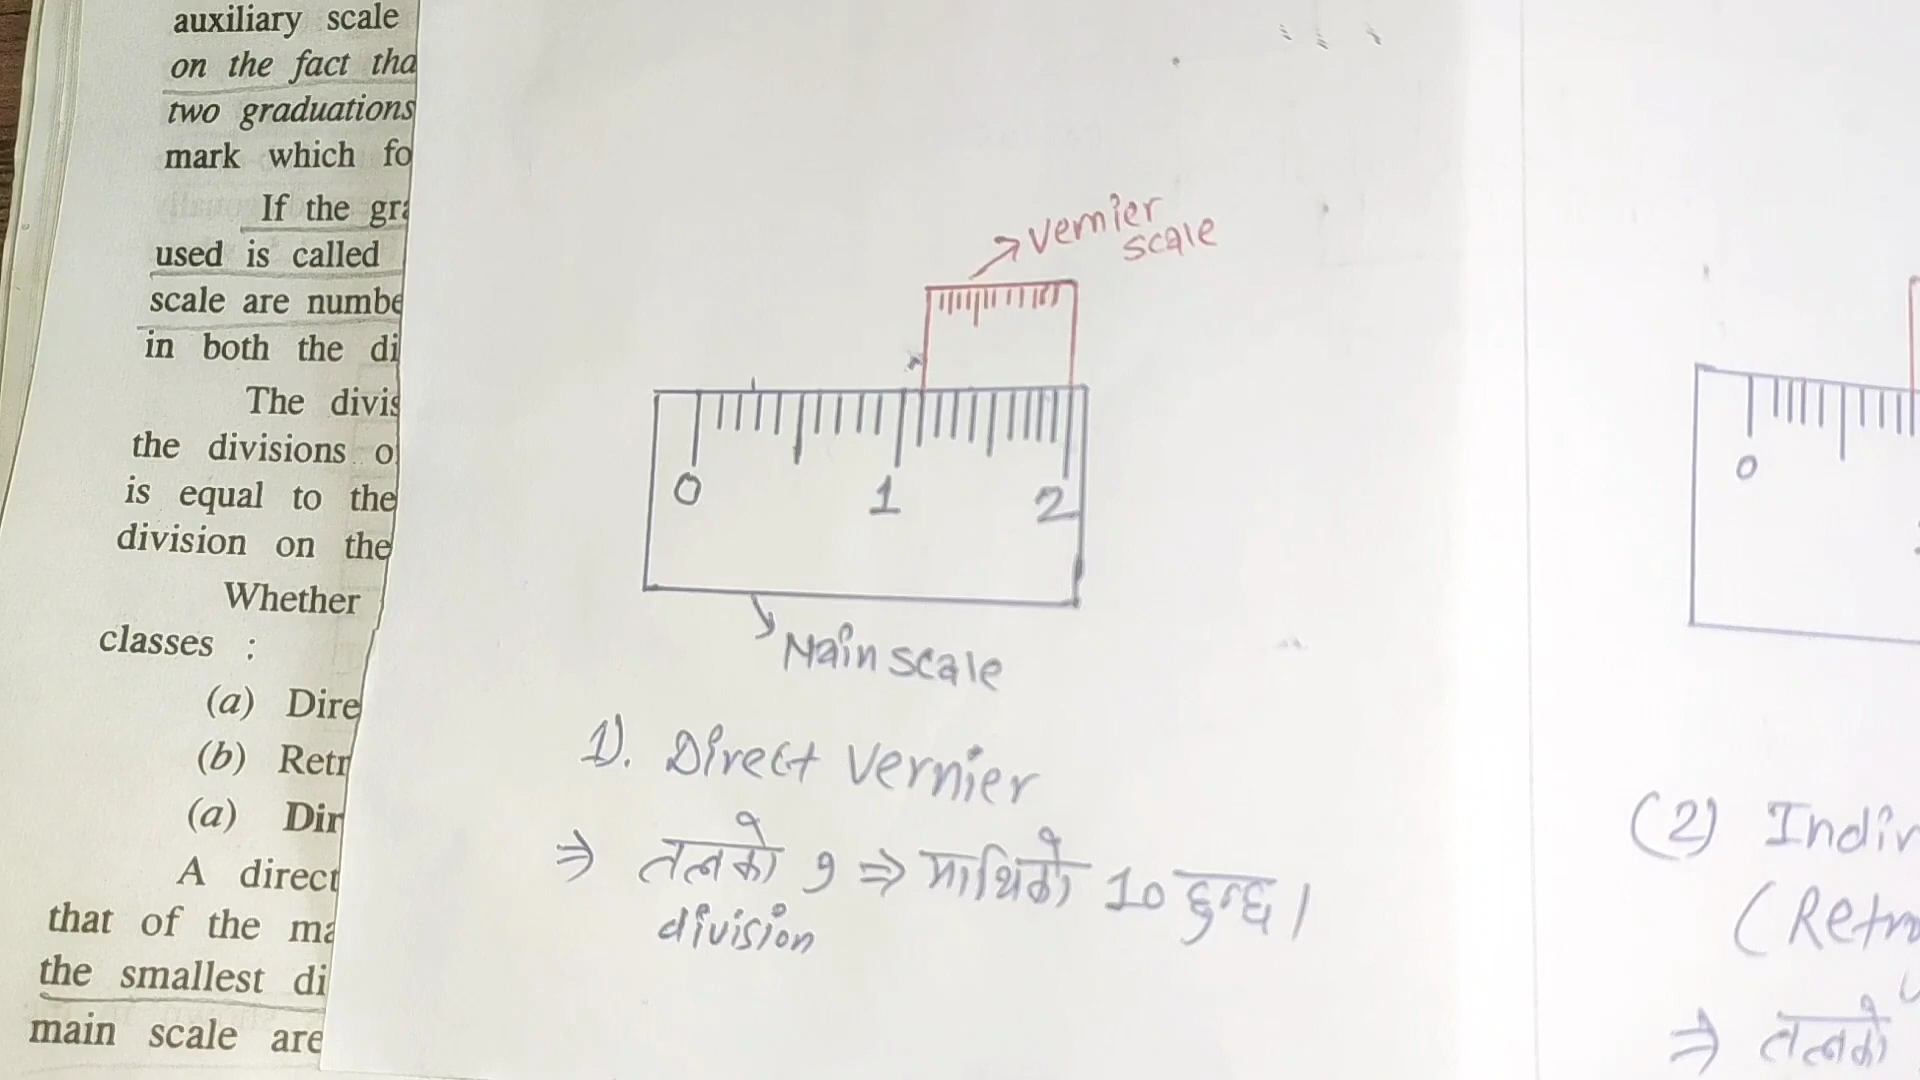 auxiliary scale
on the fact tha
two graduations
mark which fo
If the gra
used is called
scale are numbe
in both the di
The divis
the divisions o
is equal to the
division on the
Whether
classes :
(a) Dire
(b) Retr
(a) Dir
A direct
that of the ma
the smallest di
main scale are
vernier
scale
0 1 2
Main scale
1). Direct Vernier
⇒ तलको 9 ⇒ माथिको 10 हुन्छ।
division
0
(2) Indir
(Retro
⇒ तलको